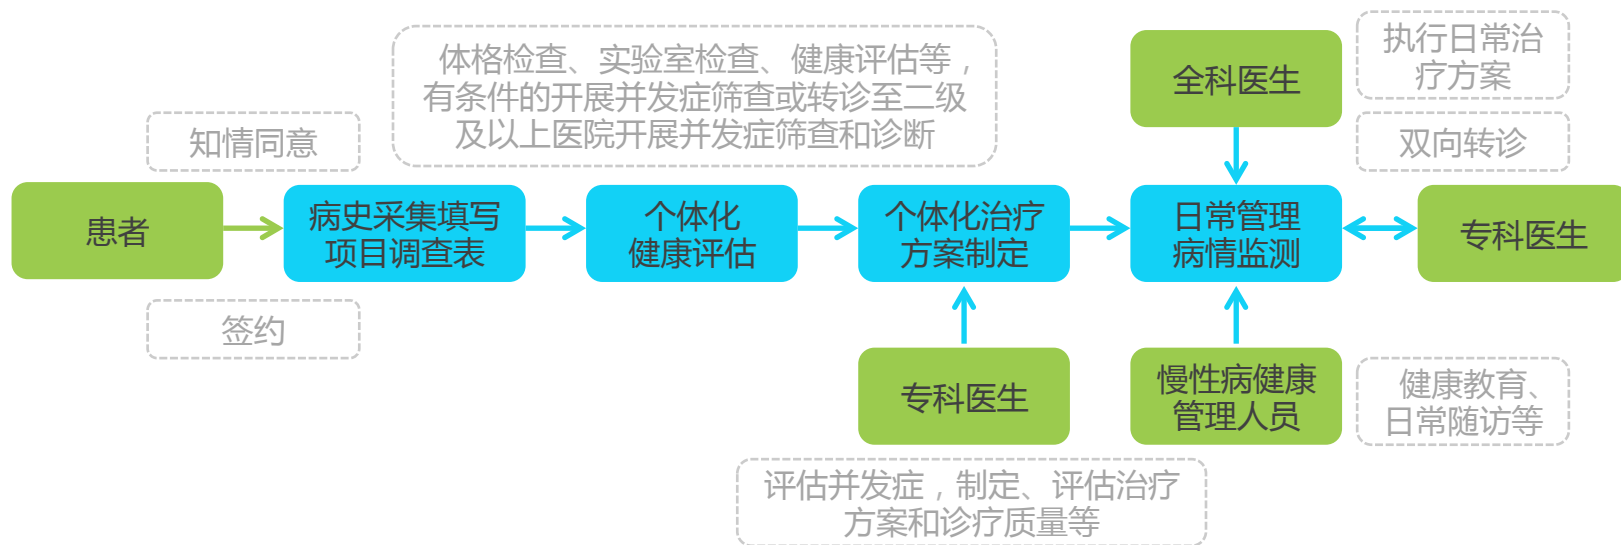 体格检查、实验室检查、健康评估等，
有条件的开展并发症筛查或转诊至二级
及以上医院开展并发症筛查和诊断
全科医生
执行日常治
疗方案
知情同意
双向转诊
患者
病史采集填写
项目调查表
个体化
健康评估
个体化治疗
方案制定
日常管理
病情监测
专科医生
签约
专科医生
慢性病健康
管理人员
健康教育、
日常随访等
评估并发症，制定、评估治疗
方案和诊疗质量等